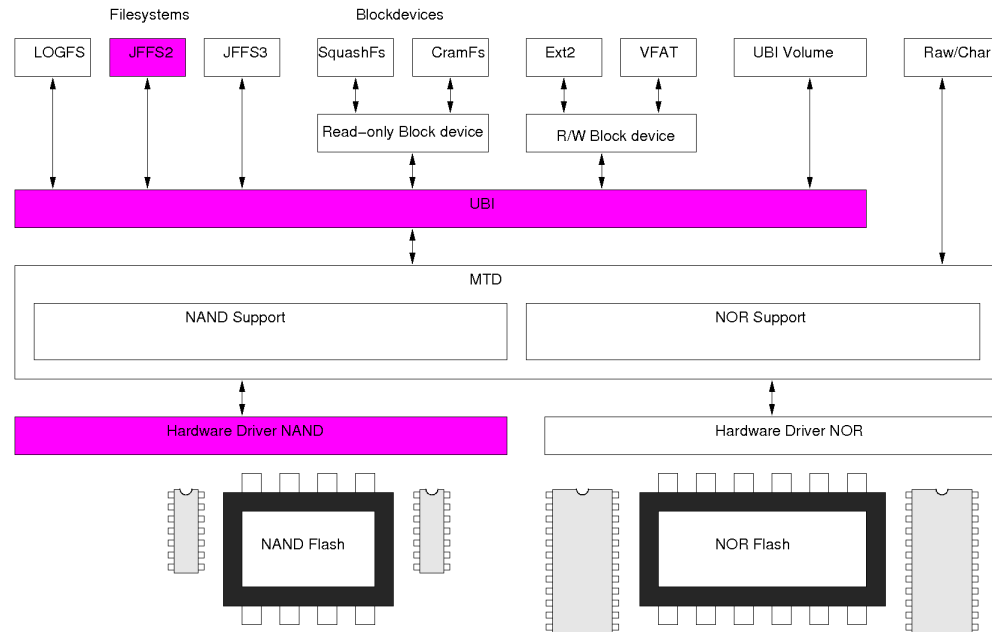 Filesystems
Blockdevices
LOGFS
JFFS2
JFFS3
SquashFs
CramFs
Ext2
VFAT
UBI Volume
Raw/Char
Read−only Block device
R/W Block device
UBI
MTD
NAND Support
NOR Support
Hardware Driver NAND
Hardware Driver NOR
NAND Flash
NOR Flash